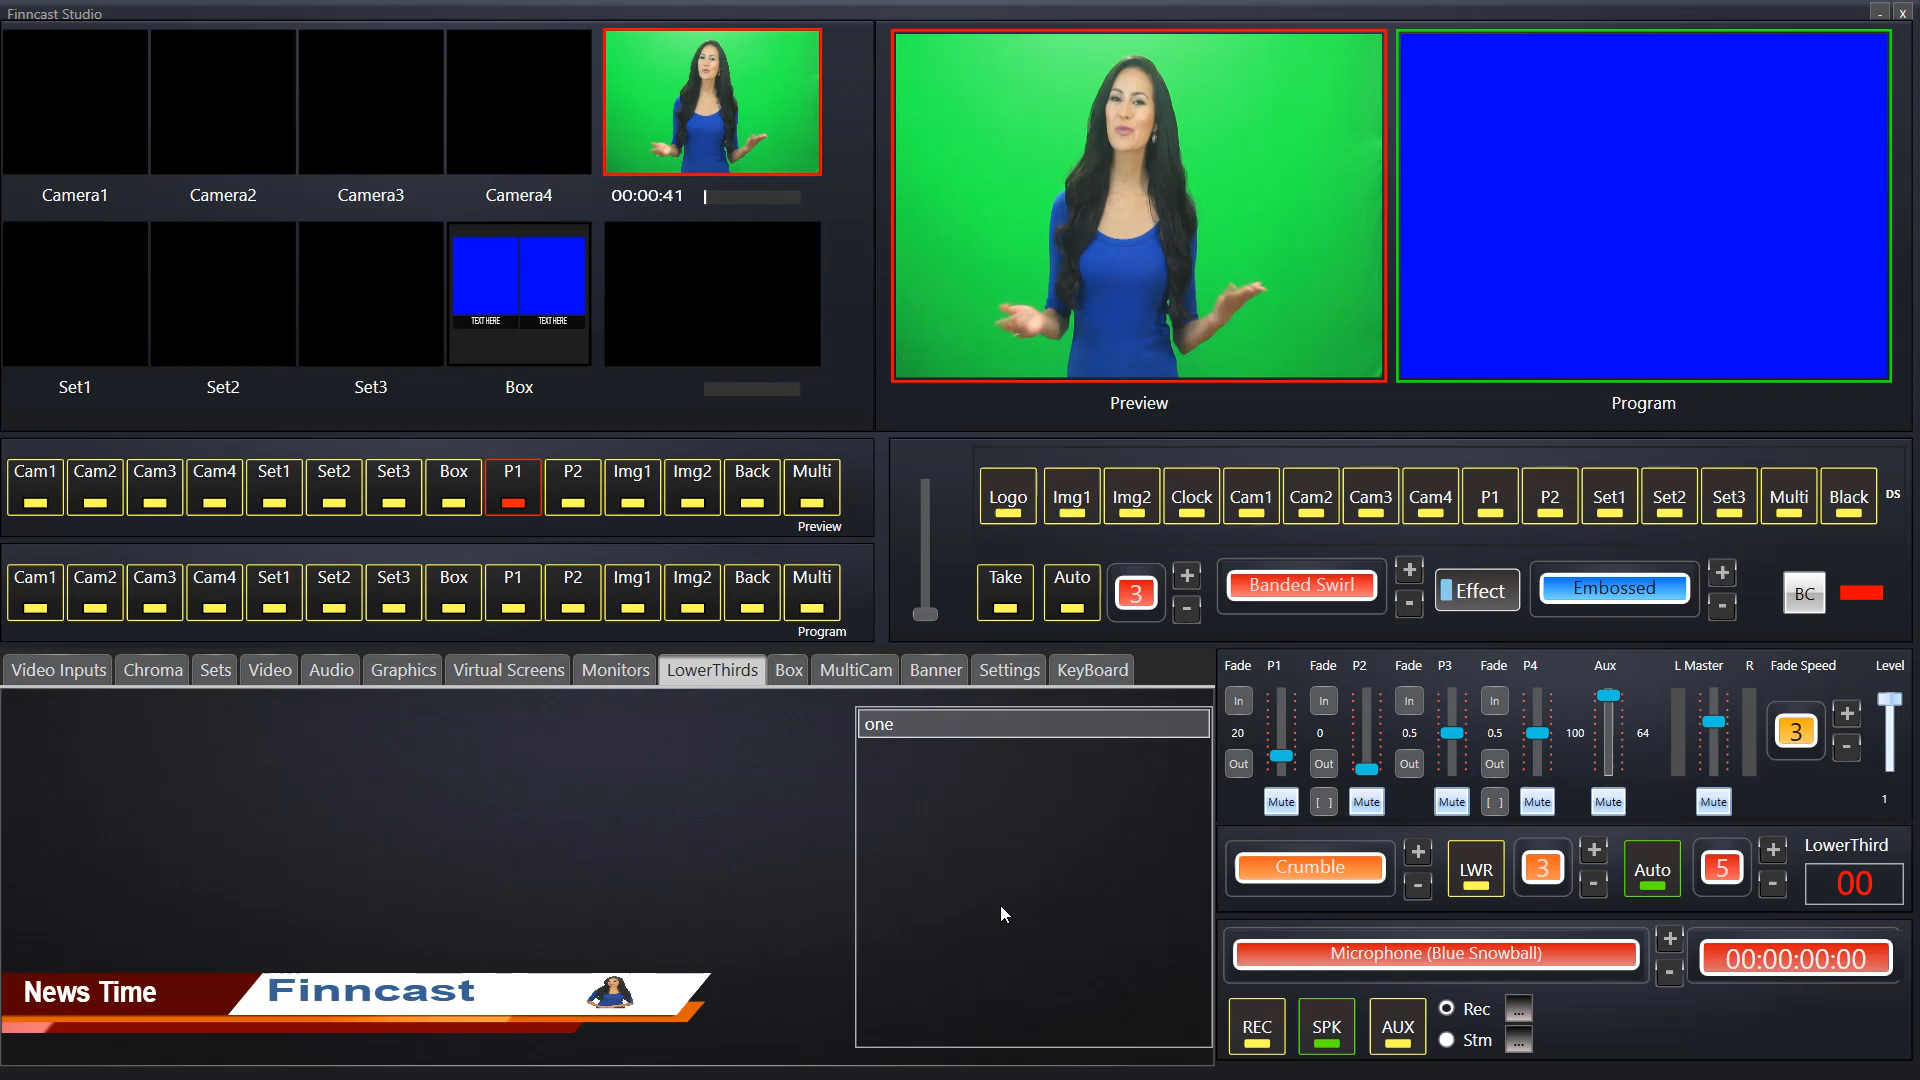 Finncast Studio
- X
Camera1 Camera2 Camera3 Camera4 00:00:41
TEXT HERE TEXT HERE
Set1 Set2 Set3 Box
Preview Program
Cam1 Cam2 Cam3 Cam4 Set1 Set2 Set3 Box P1 P2 Img1 Img2 Back Multi
Preview
Cam1 Cam2 Cam3 Cam4 Set1 Set2 Set3 Box P1 P2 Img1 Img2 Back Multi
Program
Logo Img1 Img2 Clock Cam1 Cam2 Cam3 Cam4 P1 P2 Set1 Set2 Set3 Multi Black DS
Take Auto 3 + - Banded Swirl + - Effect Embossed + - BC
Video Inputs Chroma Sets Video Audio Graphics Virtual Screens Monitors LowerThirds Box MultiCam Banner Settings KeyBoard
one
News Time Finncast
Fade P1 Fade P2 Fade P3 Fade P4 Aux L Master R Fade Speed Level
In In In In
20 0 0.5 0.5 100 64 3 + -
Out Out Out Out
Mute [ ] Mute Mute [ ] Mute Mute Mute 1
Crumble + - LWR 3 + - Auto 5 + - LowerThird
00
Microphone (Blue Snowball) + - 00:00:00:00
REC SPK AUX Rec ...
Stm ...